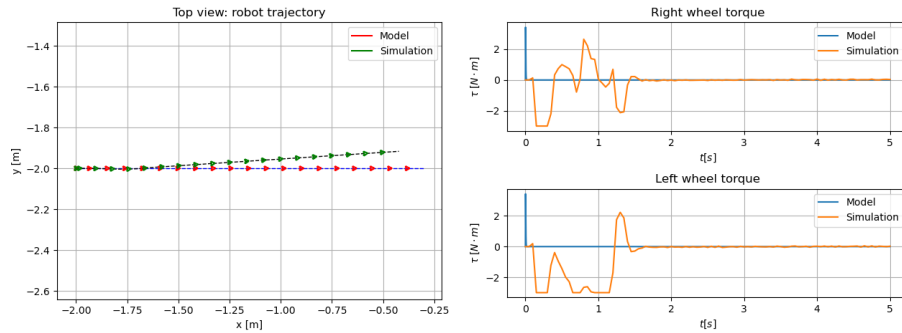 Top view: robot trajectory
Model
Simulation
−1.4
−1.6
−1.8
−2.0
−2.2
−2.4
−2.6
y [m]
−2.00
−1.75
−1.50
−1.25
−1.00
−0.75
−0.50
−0.25
x [m]
Right wheel torque
Model
Simulation
2
0
−2
τ [N · m]
0
1
2
3
4
5
t[s]
Left wheel torque
Model
Simulation
2
0
−2
τ [N · m]
0
1
2
3
4
5
t[s]